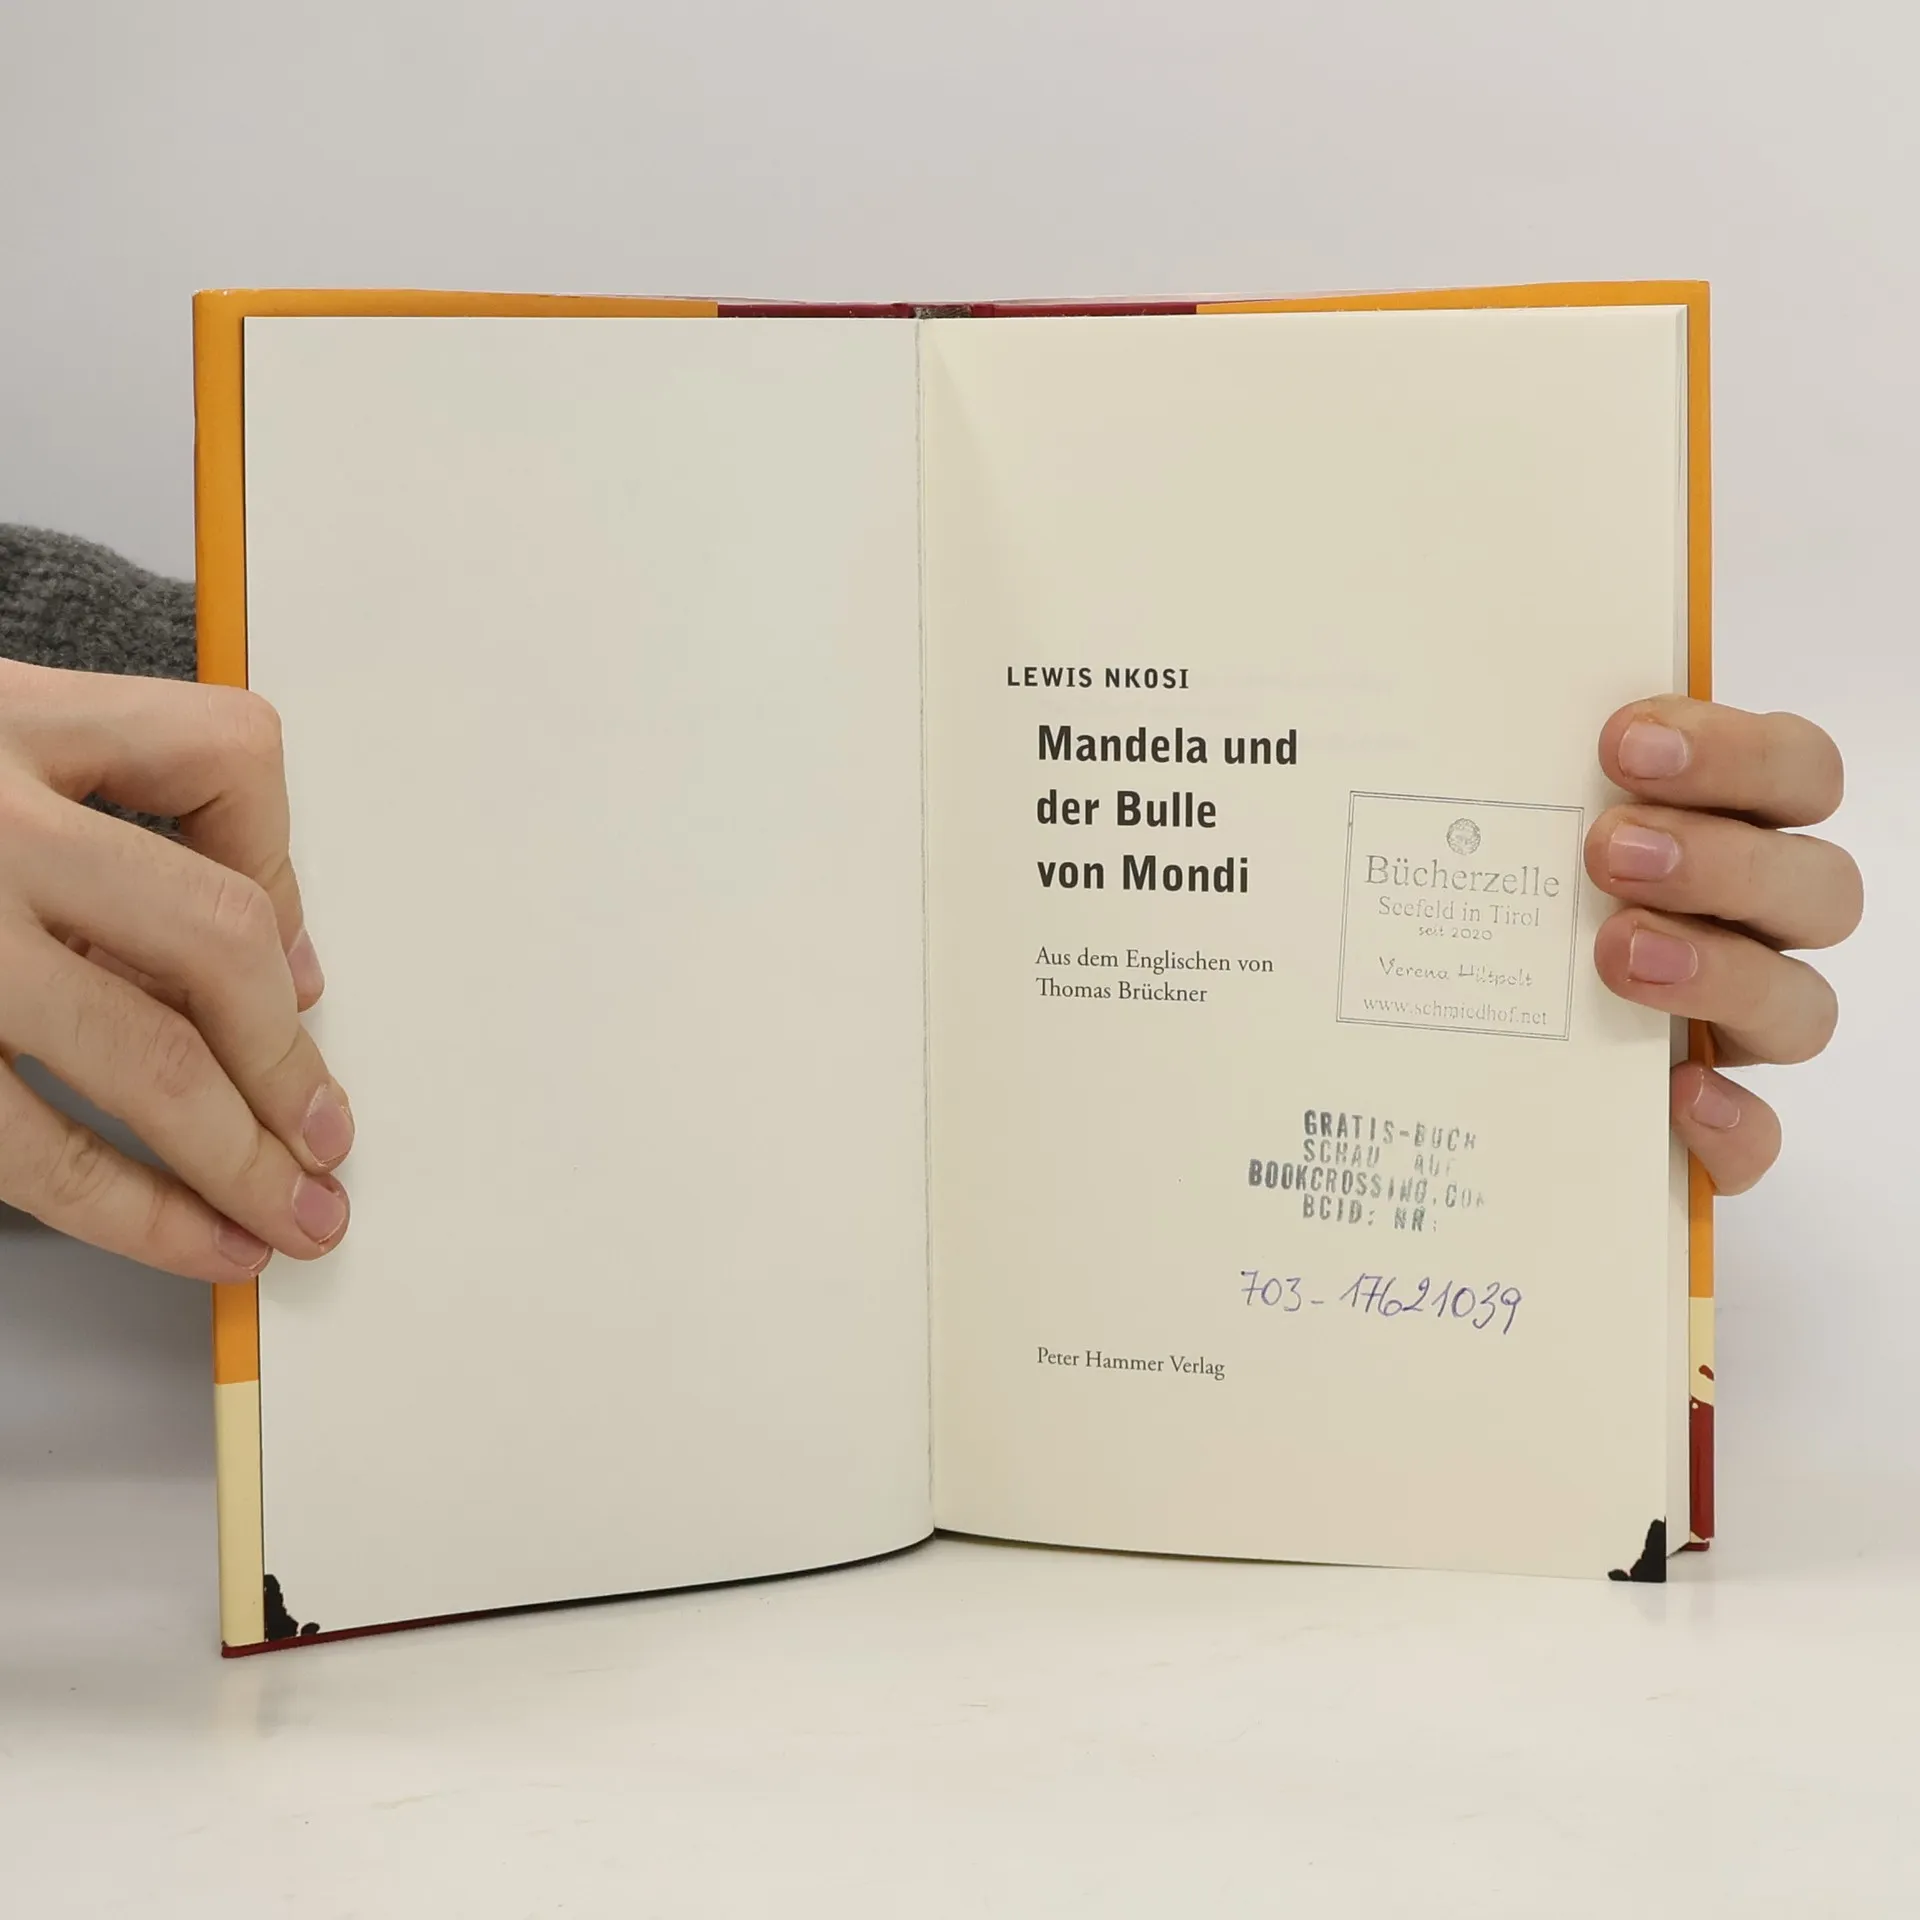 LEWIS NKOSI
Mandela und
der Bulle
von Mondi
Aus dem Englischen von
Thomas Brückner
Bücherzelle
Seefeld in Tirol
seit 2020
Verena Hiltpolt
www.schmiedhof.net
GRATIS-BUCH
SCHAU AUF
BOOKCROSSING.COM
BCID: NR:
703-17621039
Peter Hammer Verlag